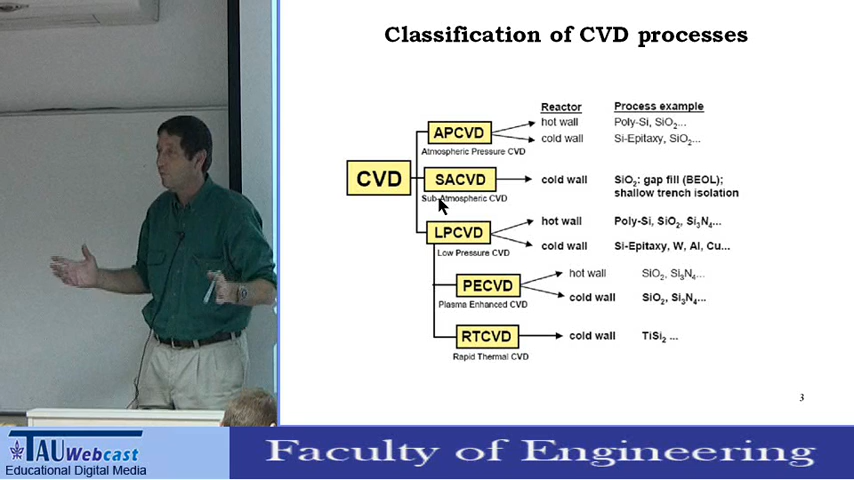 Classification of CVD processes
Reactor Process example
APCVD hot wall Poly-Si, SiO2...
cold wall Si-Epitaxy, SiO2...
Atmospheric Pressure CVD
CVD SACVD cold wall SiO2: gap fill (BEOL);
shallow trench isolation
Sub-Atmospheric CVD
LPCVD hot wall Poly-Si, SiO2, Si3N4...
cold wall Si-Epitaxy, W, Al, Cu...
Low Pressure CVD
PECVD hot wall SiO2, Si3N4...
cold wall SiO2, Si3N4...
Plasma Enhanced CVD
RTCVD cold wall TiSi2 ...
Rapid Thermal CVD
3
TAU Webcast
Educational Digital Media
Faculty of Engineering